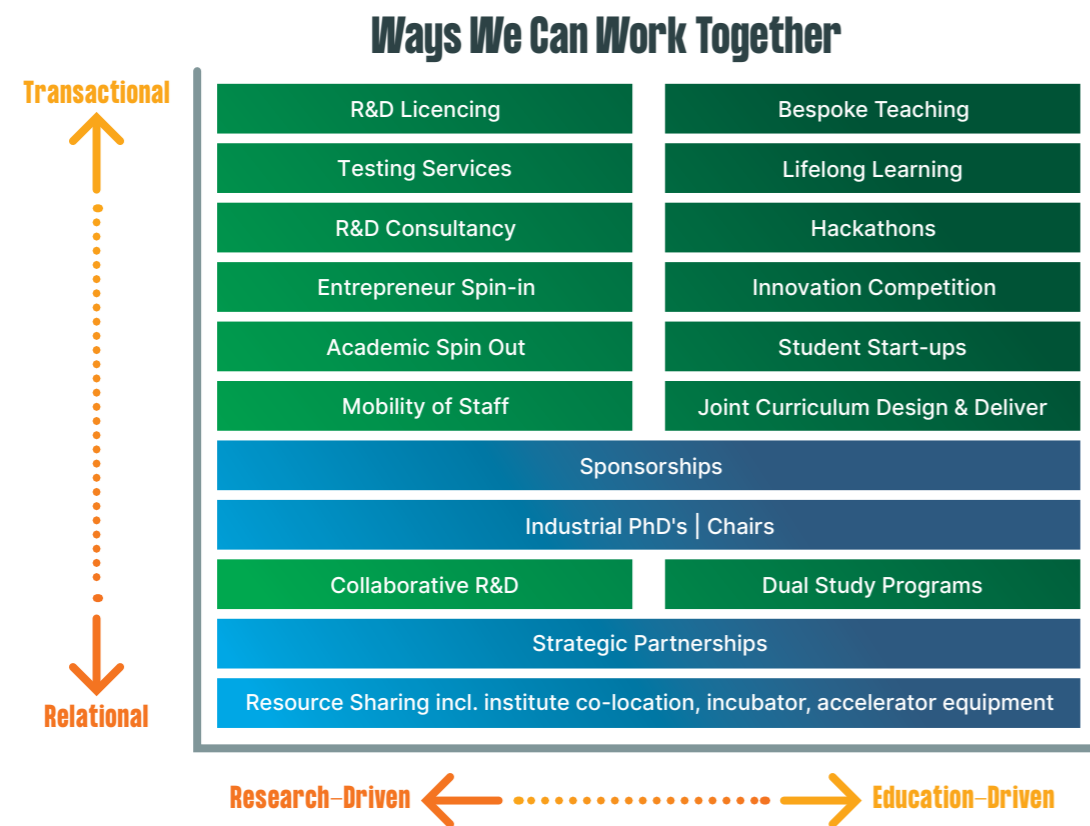 Ways We Can Work Together
Transactional
R&D Licencing
Bespoke Teaching
Testing Services
Lifelong Learning
R&D Consultancy
Hackathons
Entrepreneur Spin-in
Innovation Competition
Academic Spin Out
Student Start-ups
Mobility of Staff
Joint Curriculum Design & Deliver
Sponsorships
Industrial PhD's | Chairs
Collaborative R&D
Dual Study Programs
Strategic Partnerships
Resource Sharing incl. institute co-location, incubator, accelerator equipment
Relational
Research-Driven
Education-Driven